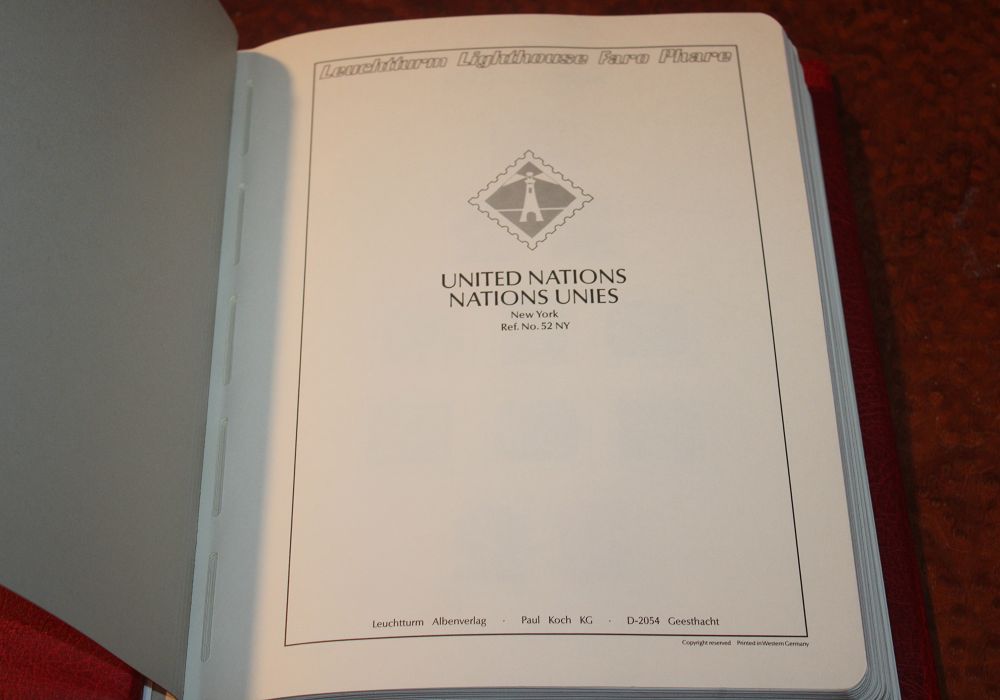 Leuchtturm Lighthouse Faro Phare
UNITED NATIONS
NATIONS UNIES
New York
Ref. No. 52 NY
Leuchtturm Albenverlag · Paul Koch KG · D-2054 Geesthacht
Copyright reserved Printed in Western Germany